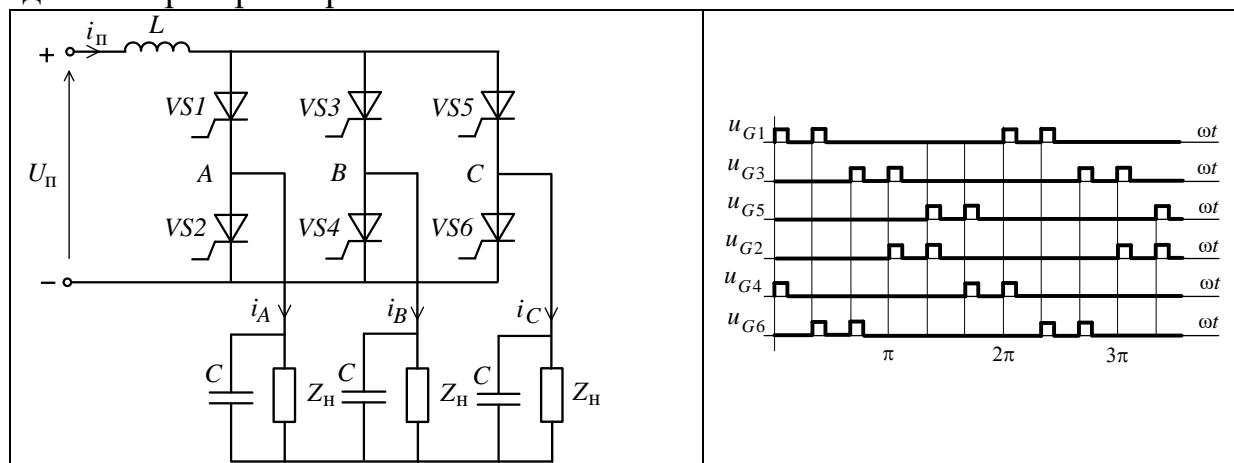 iп L
+
VS1 VS3 VS5
Uп A B C
VS2 VS4 VS6
−
iA iB iC
C Zн C Zн C Zн
uG1 ωt
uG3 ωt
uG5 ωt
uG2 ωt
uG4 ωt
uG6 ωt
π 2π 3π